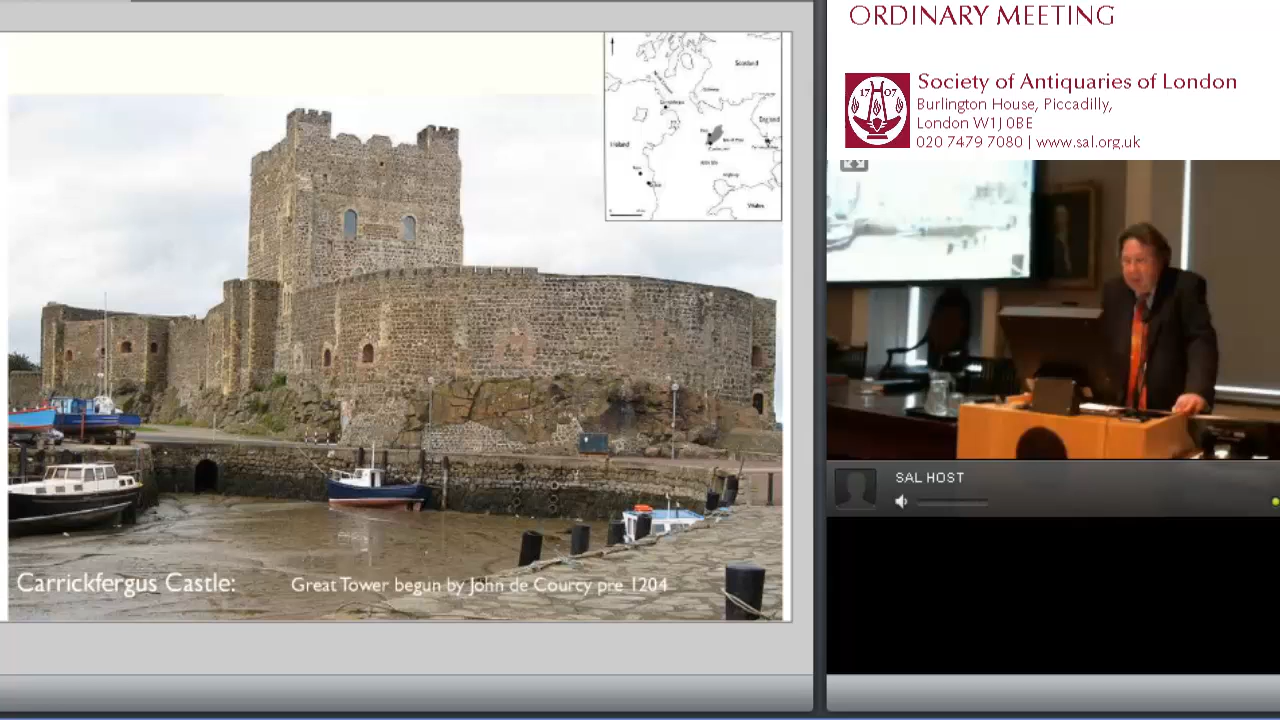 ORDINARY MEETING
Society of Antiquaries of London
Burlington House, Piccadilly,
London W1J 0BE
020 7479 7080 | www.sal.org.uk
1707
Scotland
England
Ireland
Wales
SAL HOST
Carrickfergus Castle:
Great Tower begun by John de Courcy pre 1204